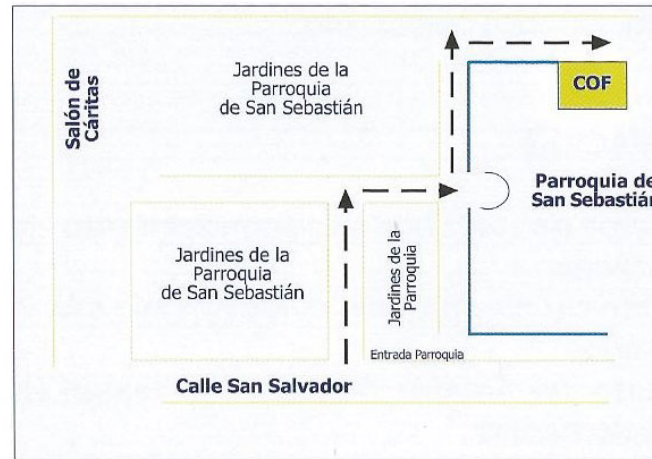 Salón de
Cáritas
Jardines de la
Parroquia
de San Sebastián
COF
Parroquia de
San Sebastián
Jardines de la
Parroquia
de San Sebastián
Jardines de la
Parroquia
Entrada Parroquia
Calle San Salvador